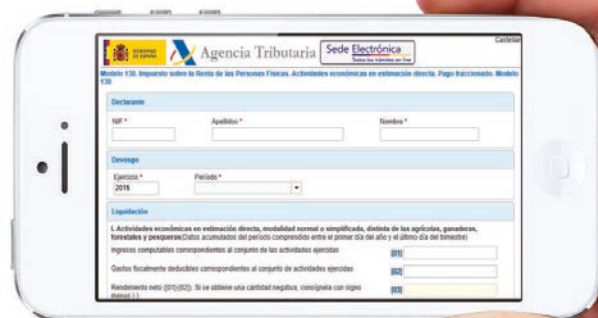 Castellan
GOBIERNO DE ESPAÑA
Agencia Tributaria
Sede Electrónica
Todos los trámites on line
Modelo 130. Impuesto sobre la Renta de las Personas Físicas. Actividades económicas en estimación directa. Pago fraccionado. Modelo
130
Declarante
NIF * Apellidos * Nombre *
Devengo
Ejercicio * Período *
2015
Liquidación
I. Actividades económicas en estimación directa, modalidad normal o simplificada, distinta de las agrícolas, ganaderas,
forestales y pesqueras(Datos acumulados del período comprendido entre el primer día del año y el último día del trimestre)
Ingresos computables correspondientes al conjunto de las actividades ejercidas [01]
Gastos fiscalmente deducibles correspondientes al conjunto de actividades ejercidas [02]
Rendimiento neto ([01]-[02]). Si se obtiene una cantidad negativa, consígnela con signo [03]
menos (-)